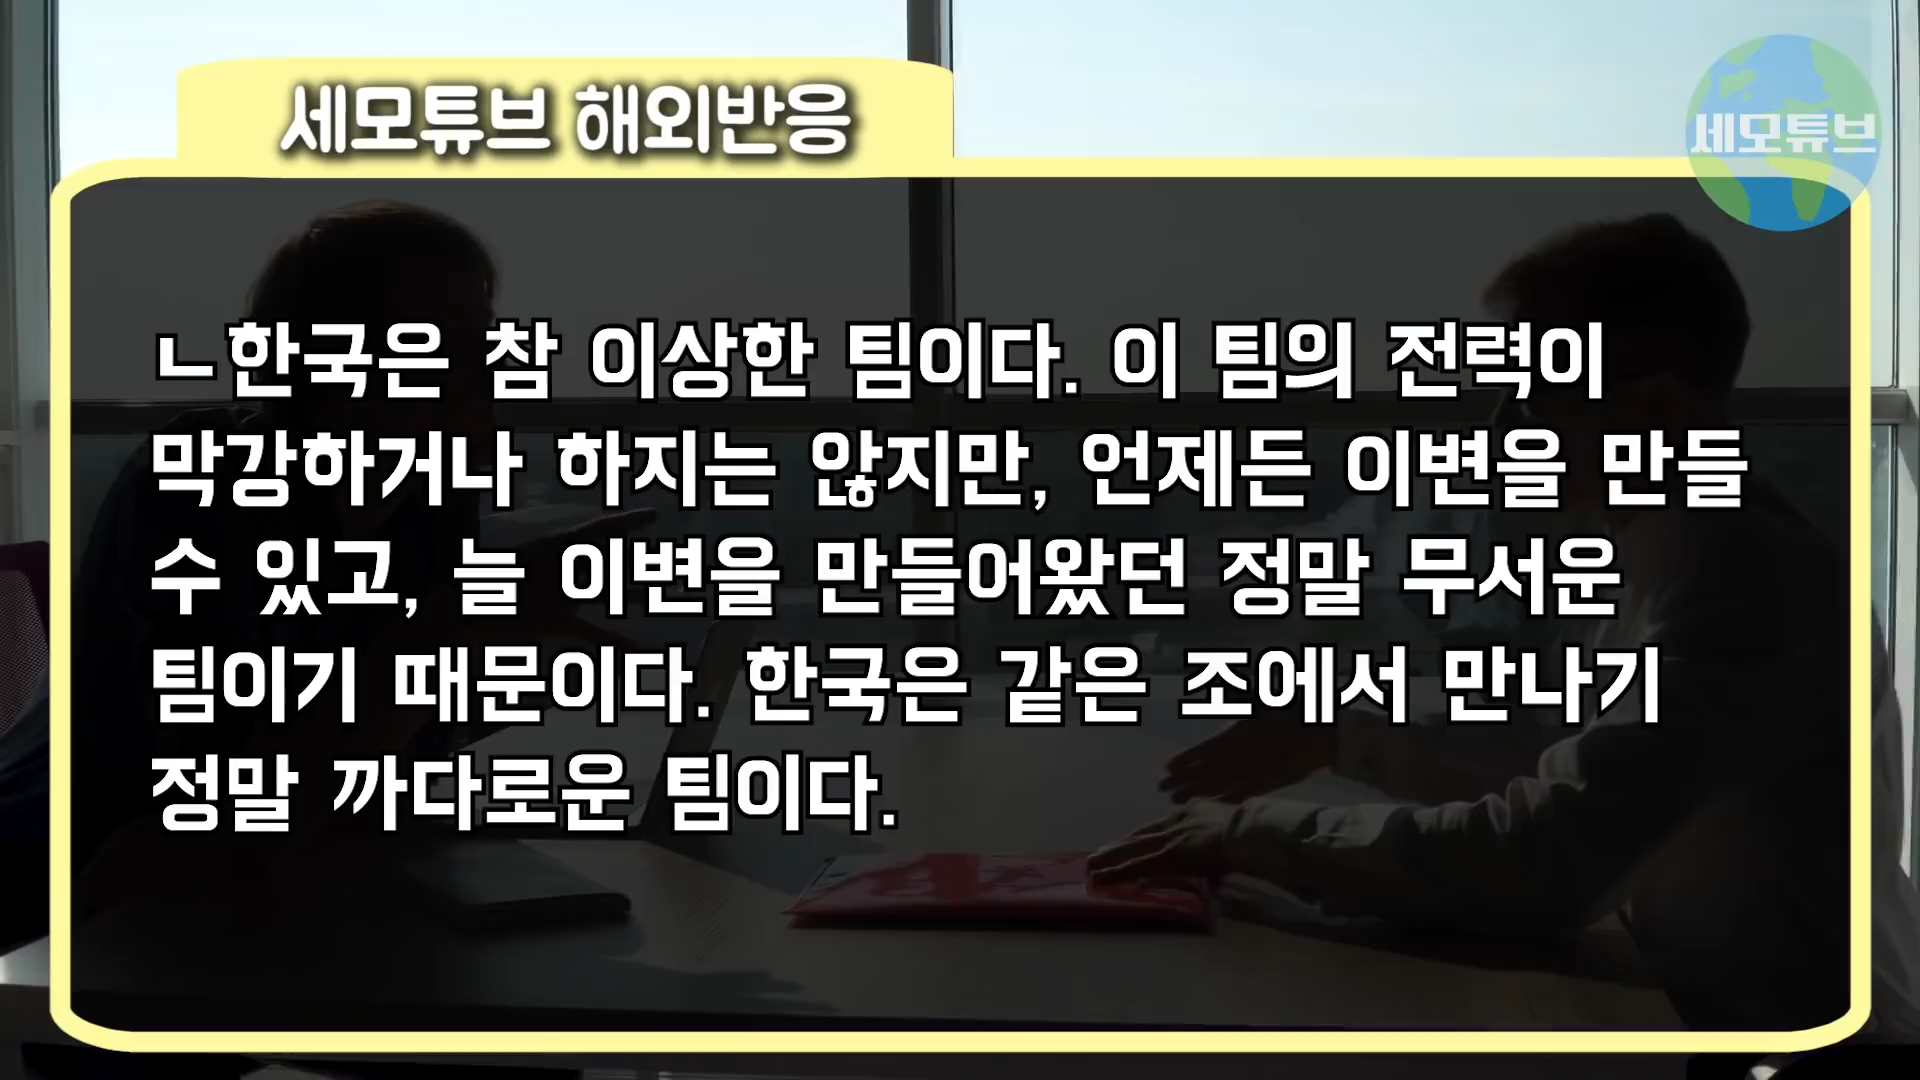 세모튜브 해외반응
세모튜브
ㄴ한국은 참 이상한 팀이다. 이 팀의 전력이
막강하거나 하지는 않지만, 언제든 이변을 만들
수 있고, 늘 이변을 만들어왔던 정말 무서운
팀이기 때문이다. 한국은 같은 조에서 만나기
정말 까다로운 팀이다.